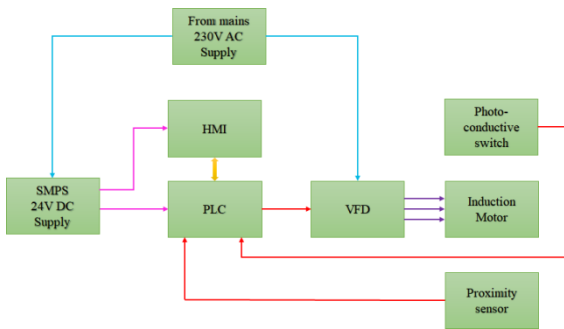 From mains
230V AC
Supply
HMI
Photo-
conductive
switch
SMPS
24V DC
Supply
PLC
VFD
Induction
Motor
Proximity
sensor